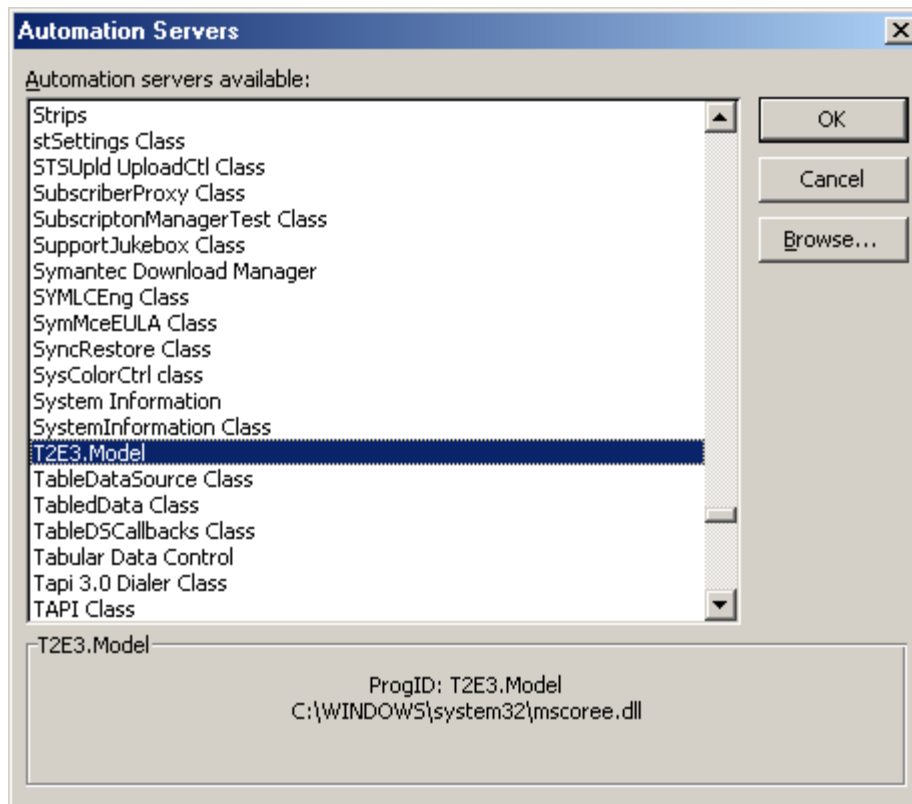 Automation Servers
Automation servers available:
Strips
stSettings Class
STSUpld UploadCtl Class
SubscriberProxy Class
SubscriptonManagerTest Class
SupportJukebox Class
Symantec Download Manager
SYMLCEng Class
SymMceEULA Class
SyncRestore Class
SysColorCtrl class
System Information
SystemInformation Class
T2E3.Model
TableDataSource Class
TabledData Class
TableDSCallbacks Class
Tabular Data Control
Tapi 3.0 Dialer Class
TAPI Class
OK
Cancel
Browse...
T2E3.Model
ProgID: T2E3.Model
C:\WINDOWS\system32\mscoree.dll